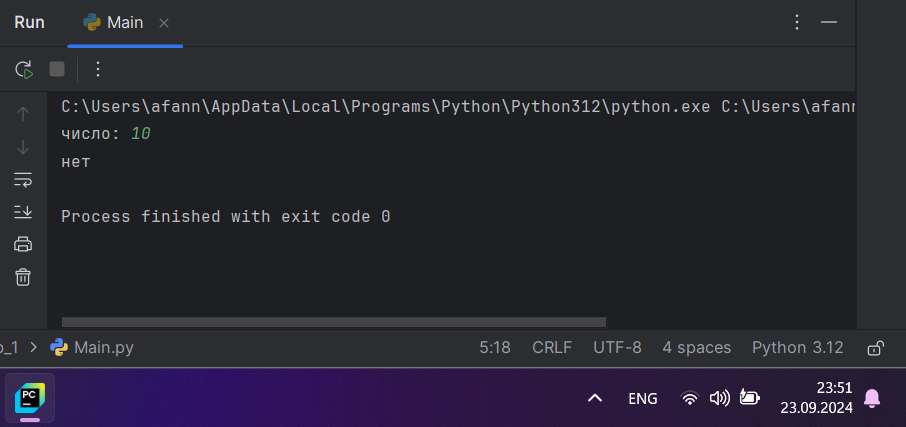 Run Main
C:\Users\afann\AppData\Local\Programs\Python\Python312\python.exe C:\Users\afann
число: 10
нет
Process finished with exit code 0
Main.py 5:18 CRLF UTF-8 4 spaces Python 3.12
PC ENG 23:51
23.09.2024